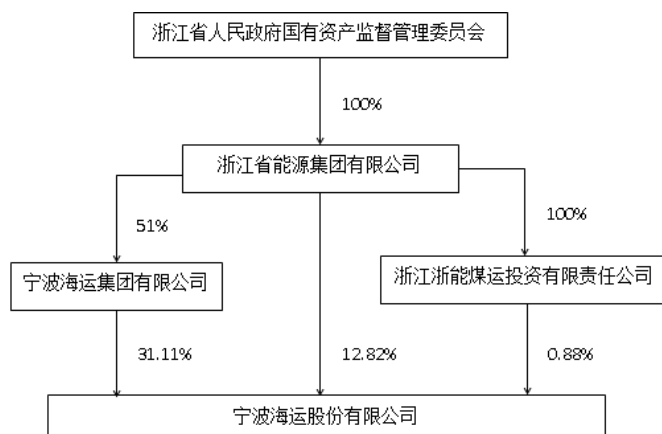 浙江省人民政府国有资产监督管理委员会
100%
浙江省能源集团有限公司
51%
100%
宁波海运集团有限公司
浙江浙能煤运投资有限责任公司
31.11%
12.82%
0.88%
宁波海运股份有限公司